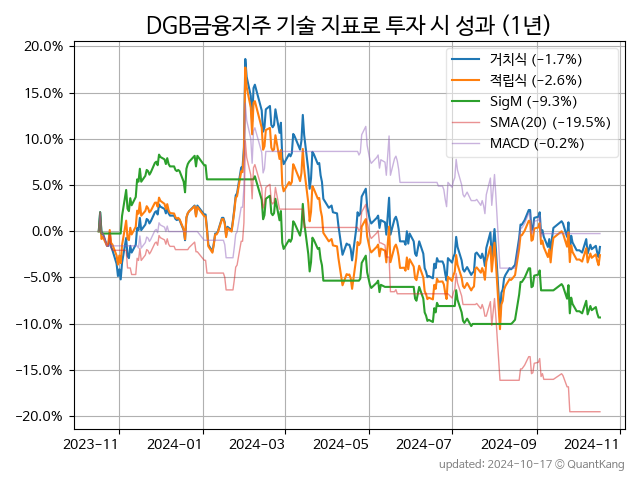 DGB금융지주 기술 지표로 투자 시 성과 (1년)
20.0%
15.0%
10.0%
5.0%
0.0%
−5.0%
−10.0%
−15.0%
−20.0%
거치식 (−1.7%)
적립식 (−2.6%)
SigM (−9.3%)
SMA(20) (−19.5%)
MACD (−0.2%)
2023-11 2024-01 2024-03 2024-05 2024-07 2024-09 2024-11
updated: 2024-10-17 © QuantKang